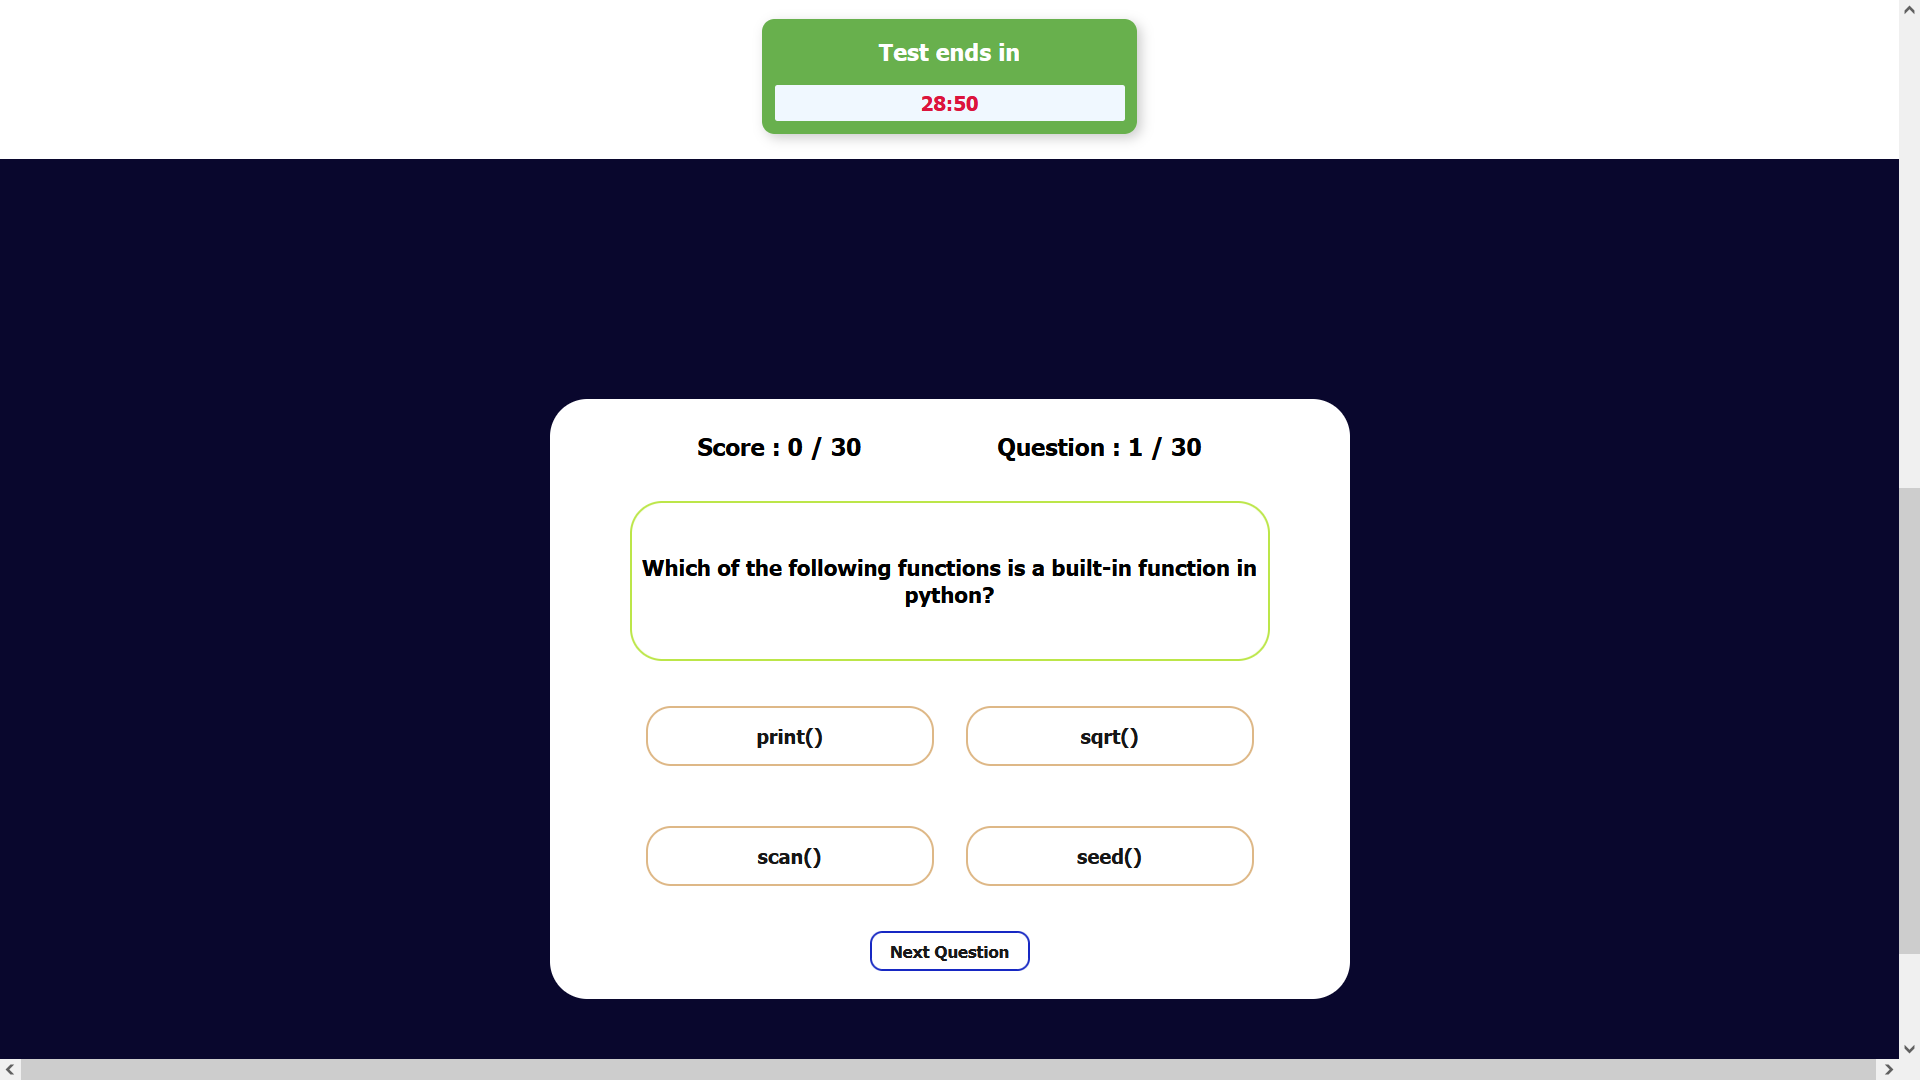 Test ends in
28:50
Score : 0 / 30
Question : 1 / 30
Which of the following functions is a built-in function in
python?
print()
sqrt()
scan()
seed()
Next Question